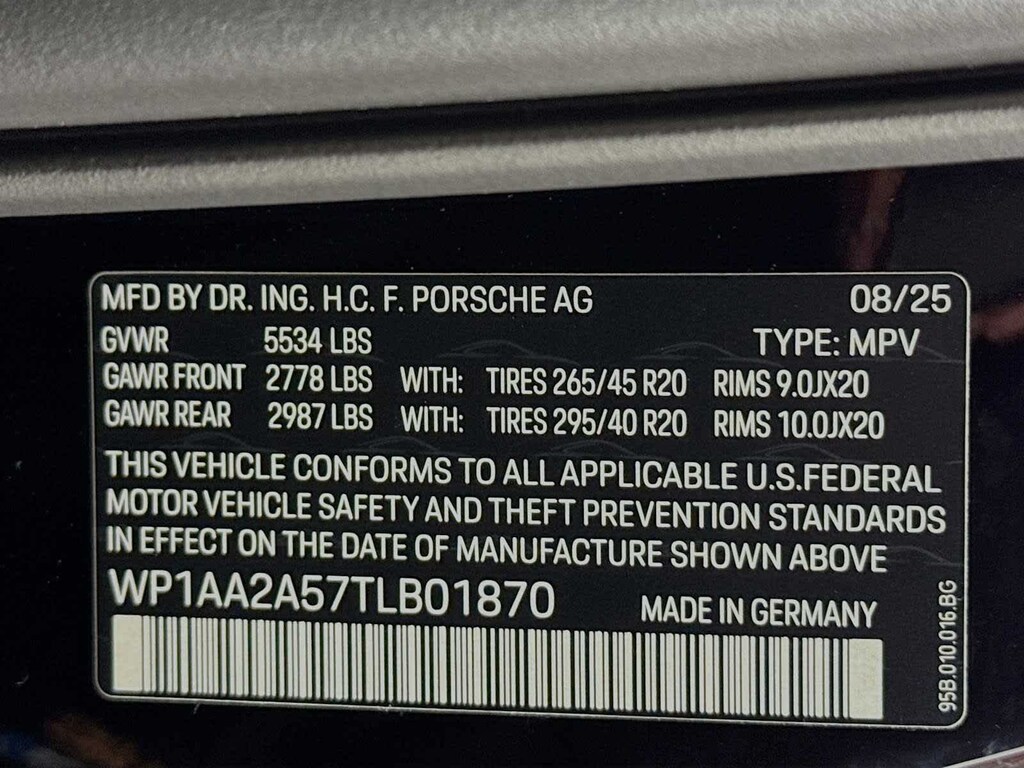 MFD BY DR. ING. H.C. F. PORSCHE AG 08/25
GVWR 5534 LBS TYPE: MPV
GAWR FRONT 2778 LBS WITH: TIRES 265/45 R20 RIMS 9.0JX20
GAWR REAR 2987 LBS WITH: TIRES 295/40 R20 RIMS 10.0JX20
THIS VEHICLE CONFORMS TO ALL APPLICABLE U.S.FEDERAL
MOTOR VEHICLE SAFETY AND THEFT PREVENTION STANDARDS
IN EFFECT ON THE DATE OF MANUFACTURE SHOWN ABOVE
WP1AA2A57TLB01870 MADE IN GERMANY
95B.010.016.BG